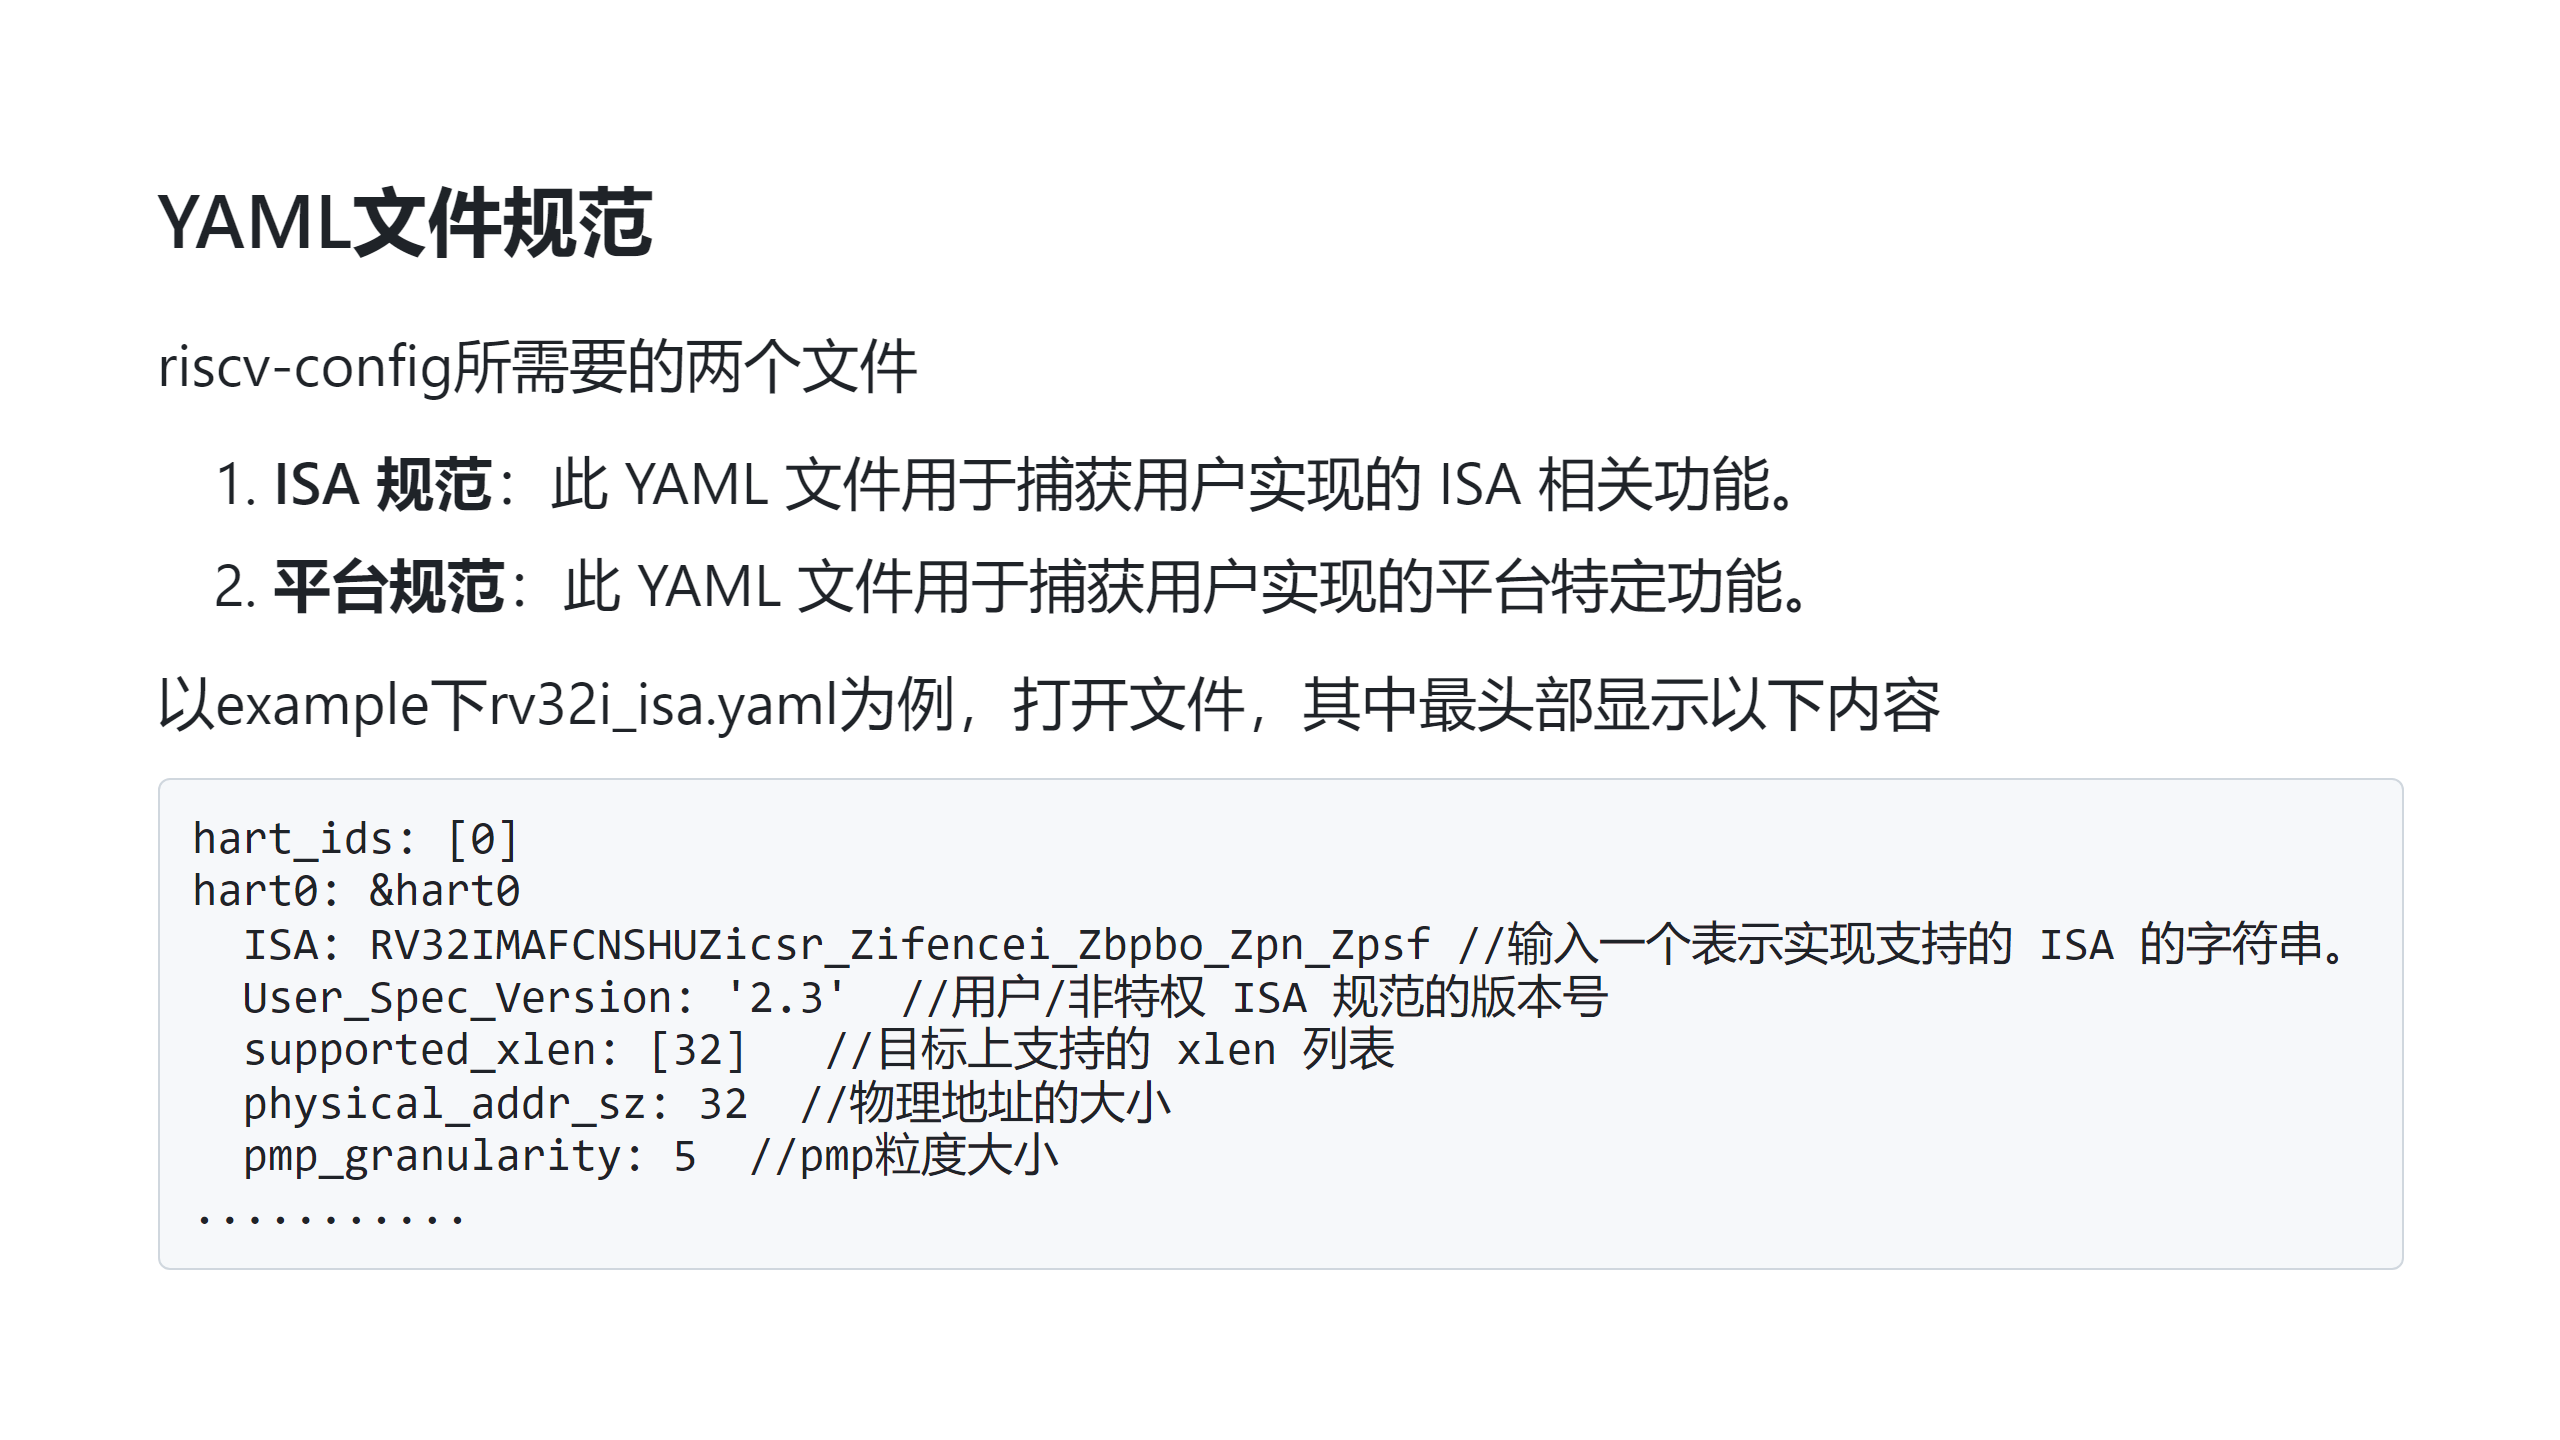 YAML文件规范
riscv-config所需要的两个文件
1. ISA 规范：此 YAML 文件用于捕获用户实现的 ISA 相关功能。
2. 平台规范：此 YAML 文件用于捕获用户实现的平台特定功能。
以example下rv32i_isa.yaml为例，打开文件，其中最头部显示以下内容
hart_ids: [0]
hart0: &hart0
  ISA: RV32IMAFCNSHUZicsr_Zifencei_Zbpbo_Zpn_Zpsf //输入一个表示实现支持的 ISA 的字符串。
  User_Spec_Version: '2.3'  //用户/非特权 ISA 规范的版本号
  supported_xlen: [32]   //目标上支持的 xlen 列表
  physical_addr_sz: 32  //物理地址的大小
  pmp_granularity: 5  //pmp粒度大小
...........